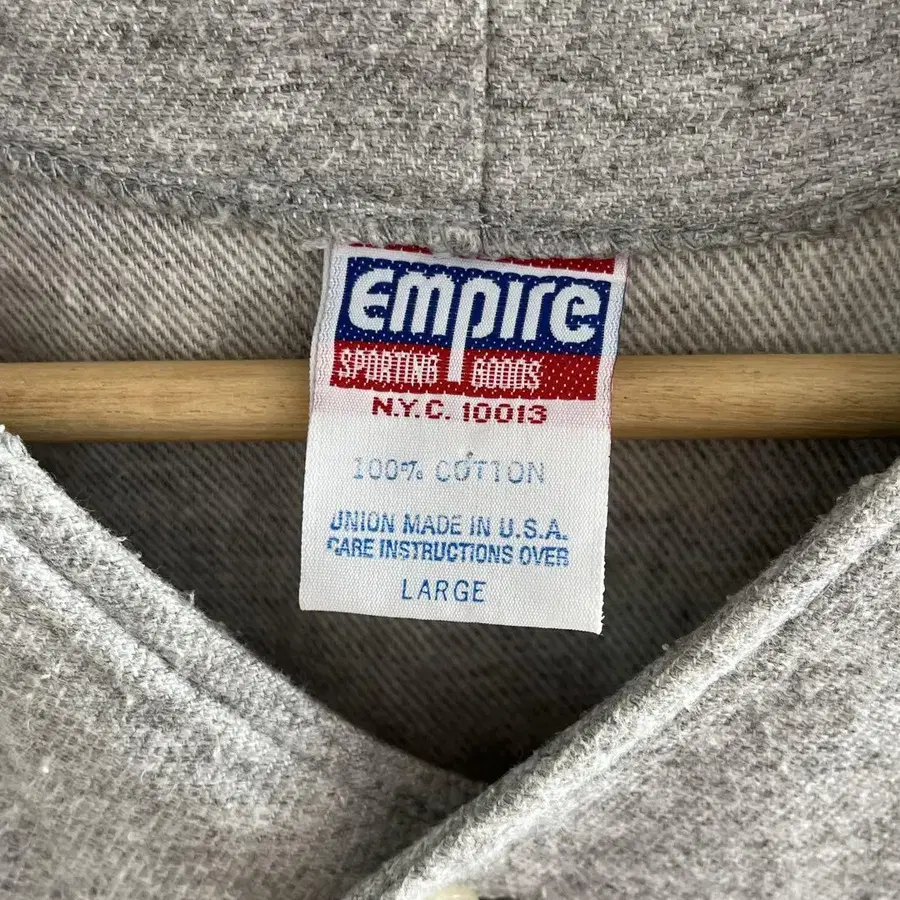 Empire
SPORTING GOODS
N.Y.C. 10013
100% COTTON
UNION MADE IN U.S.A.
CARE INSTRUCTIONS OVER
LARGE